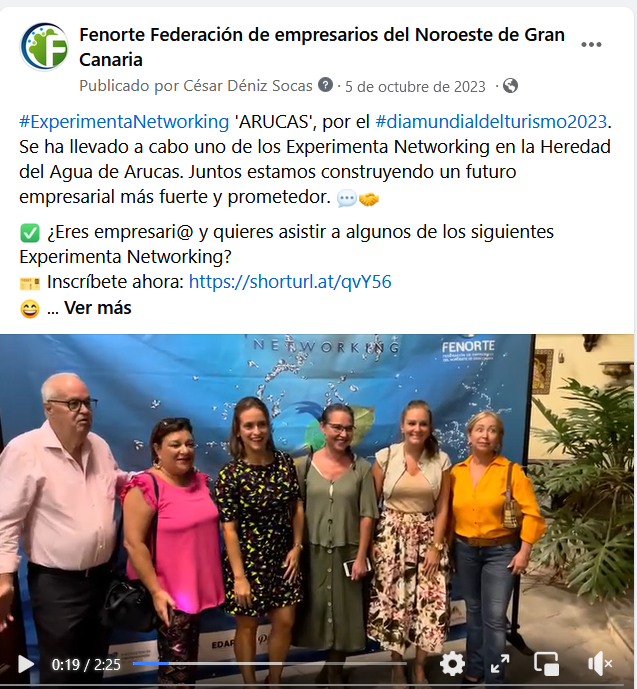 Fenorte Federación de empresarios del Noroeste de Gran
Canaria
Publicado por César Déniz Socas · 5 de octubre de 2023 ·
#ExperimentaNetworking 'ARUCAS', por el #diamundialdelturismo2023.
Se ha llevado a cabo uno de los Experimenta Networking en la Heredad
del Agua de Arucas. Juntos estamos construyendo un futuro
empresarial más fuerte y prometedor. 💬🤝
✅ ¿Eres empresari@ y quieres asistir a algunos de los siguientes
Experimenta Networking?
🎫 Inscríbete ahora: https://shorturl.at/qvY56
😄 ... Ver más
NETWORKING
FENORTE
0:19 / 2:25